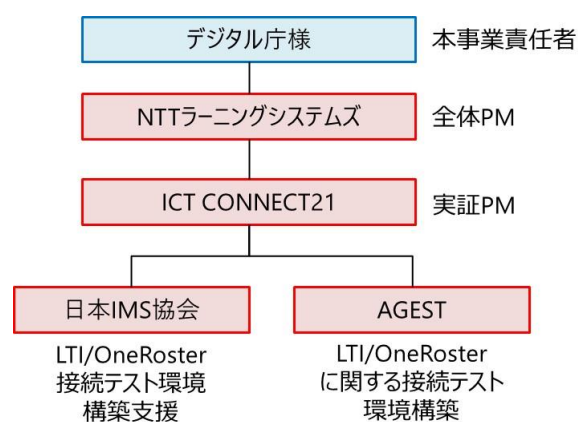 デジタル庁様
本事業責任者
NTTラーニングシステムズ
全体PM
ICT CONNECT21
実証PM
日本IMS協会
AGEST
LTI/OneRoster
接続テスト環境
構築支援
LTI/OneRoster
に関する接続テスト
環境構築